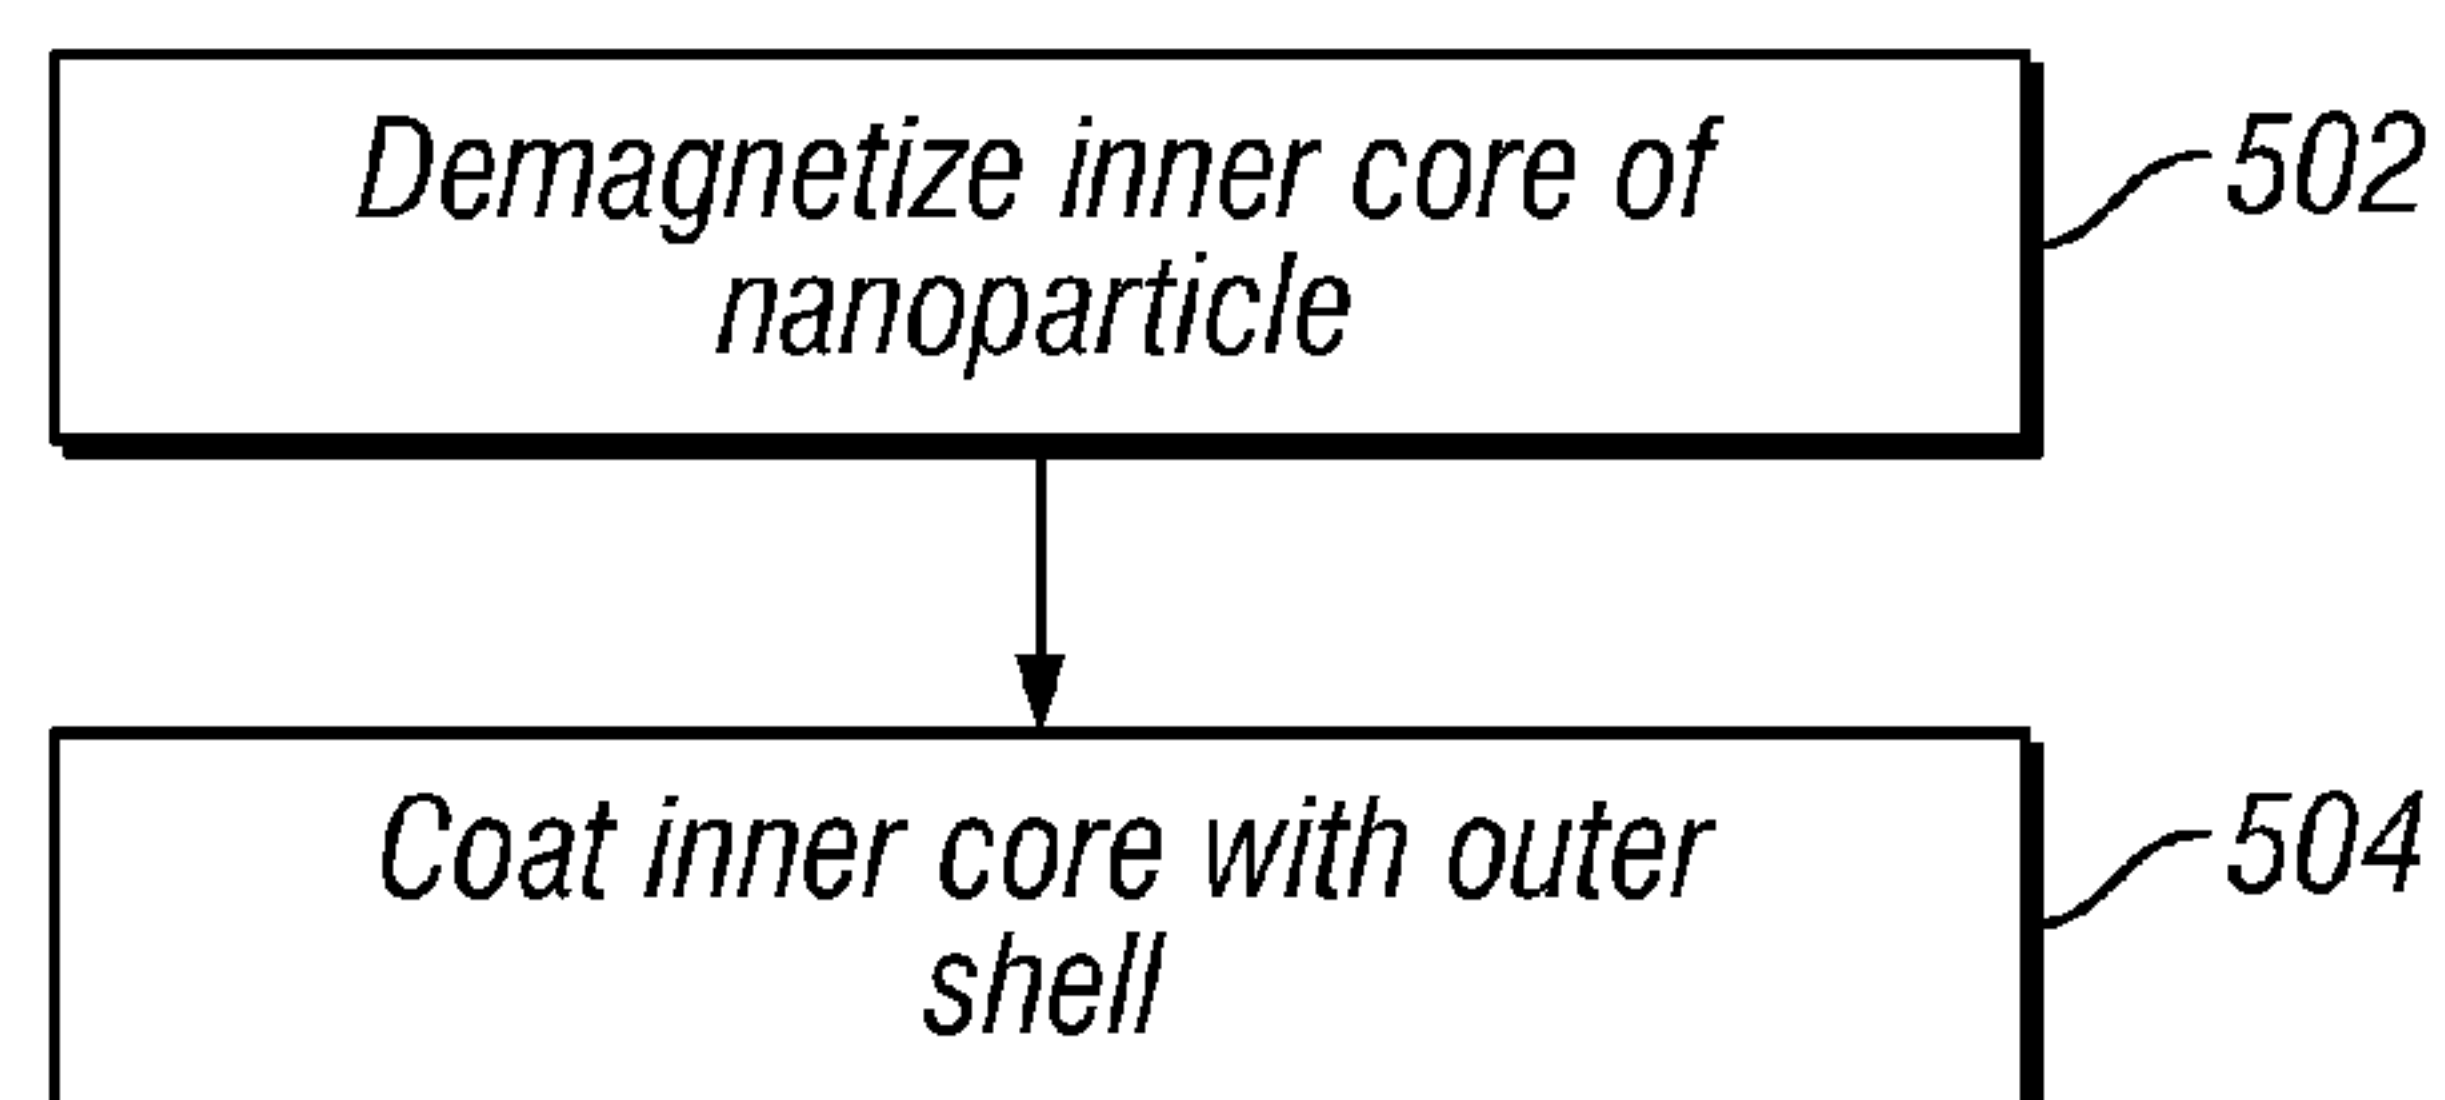 Demagnetize inner core of
nanoparticle
502
Coat inner core with outer
shell
504